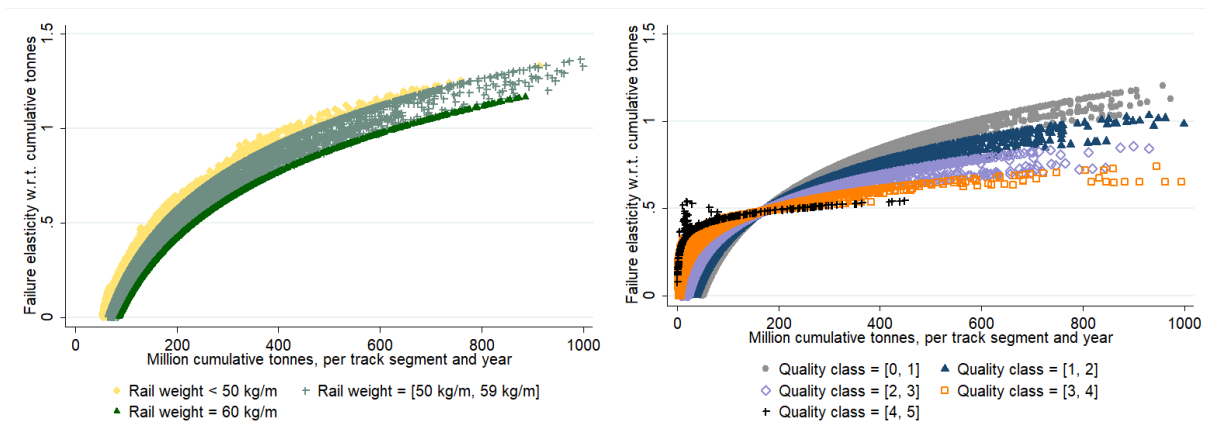 Failure elasticity w.r.t. cumulative tonnes
1.5
1
.5
0
0 200 400 600 800 1000
Million cumulative tonnes, per track segment and year
Rail weight < 50 kg/m Rail weight = [50 kg/m, 59 kg/m]
Rail weight = 60 kg/m
Failure elasticity w.r.t. cumulative tonnes
1.5
1
.5
0
0 200 400 600 800 1000
Million cumulative tonnes, per track segment and year
Quality class = [0, 1] Quality class = [1, 2]
Quality class = [2, 3] Quality class = [3, 4]
Quality class = [4, 5]